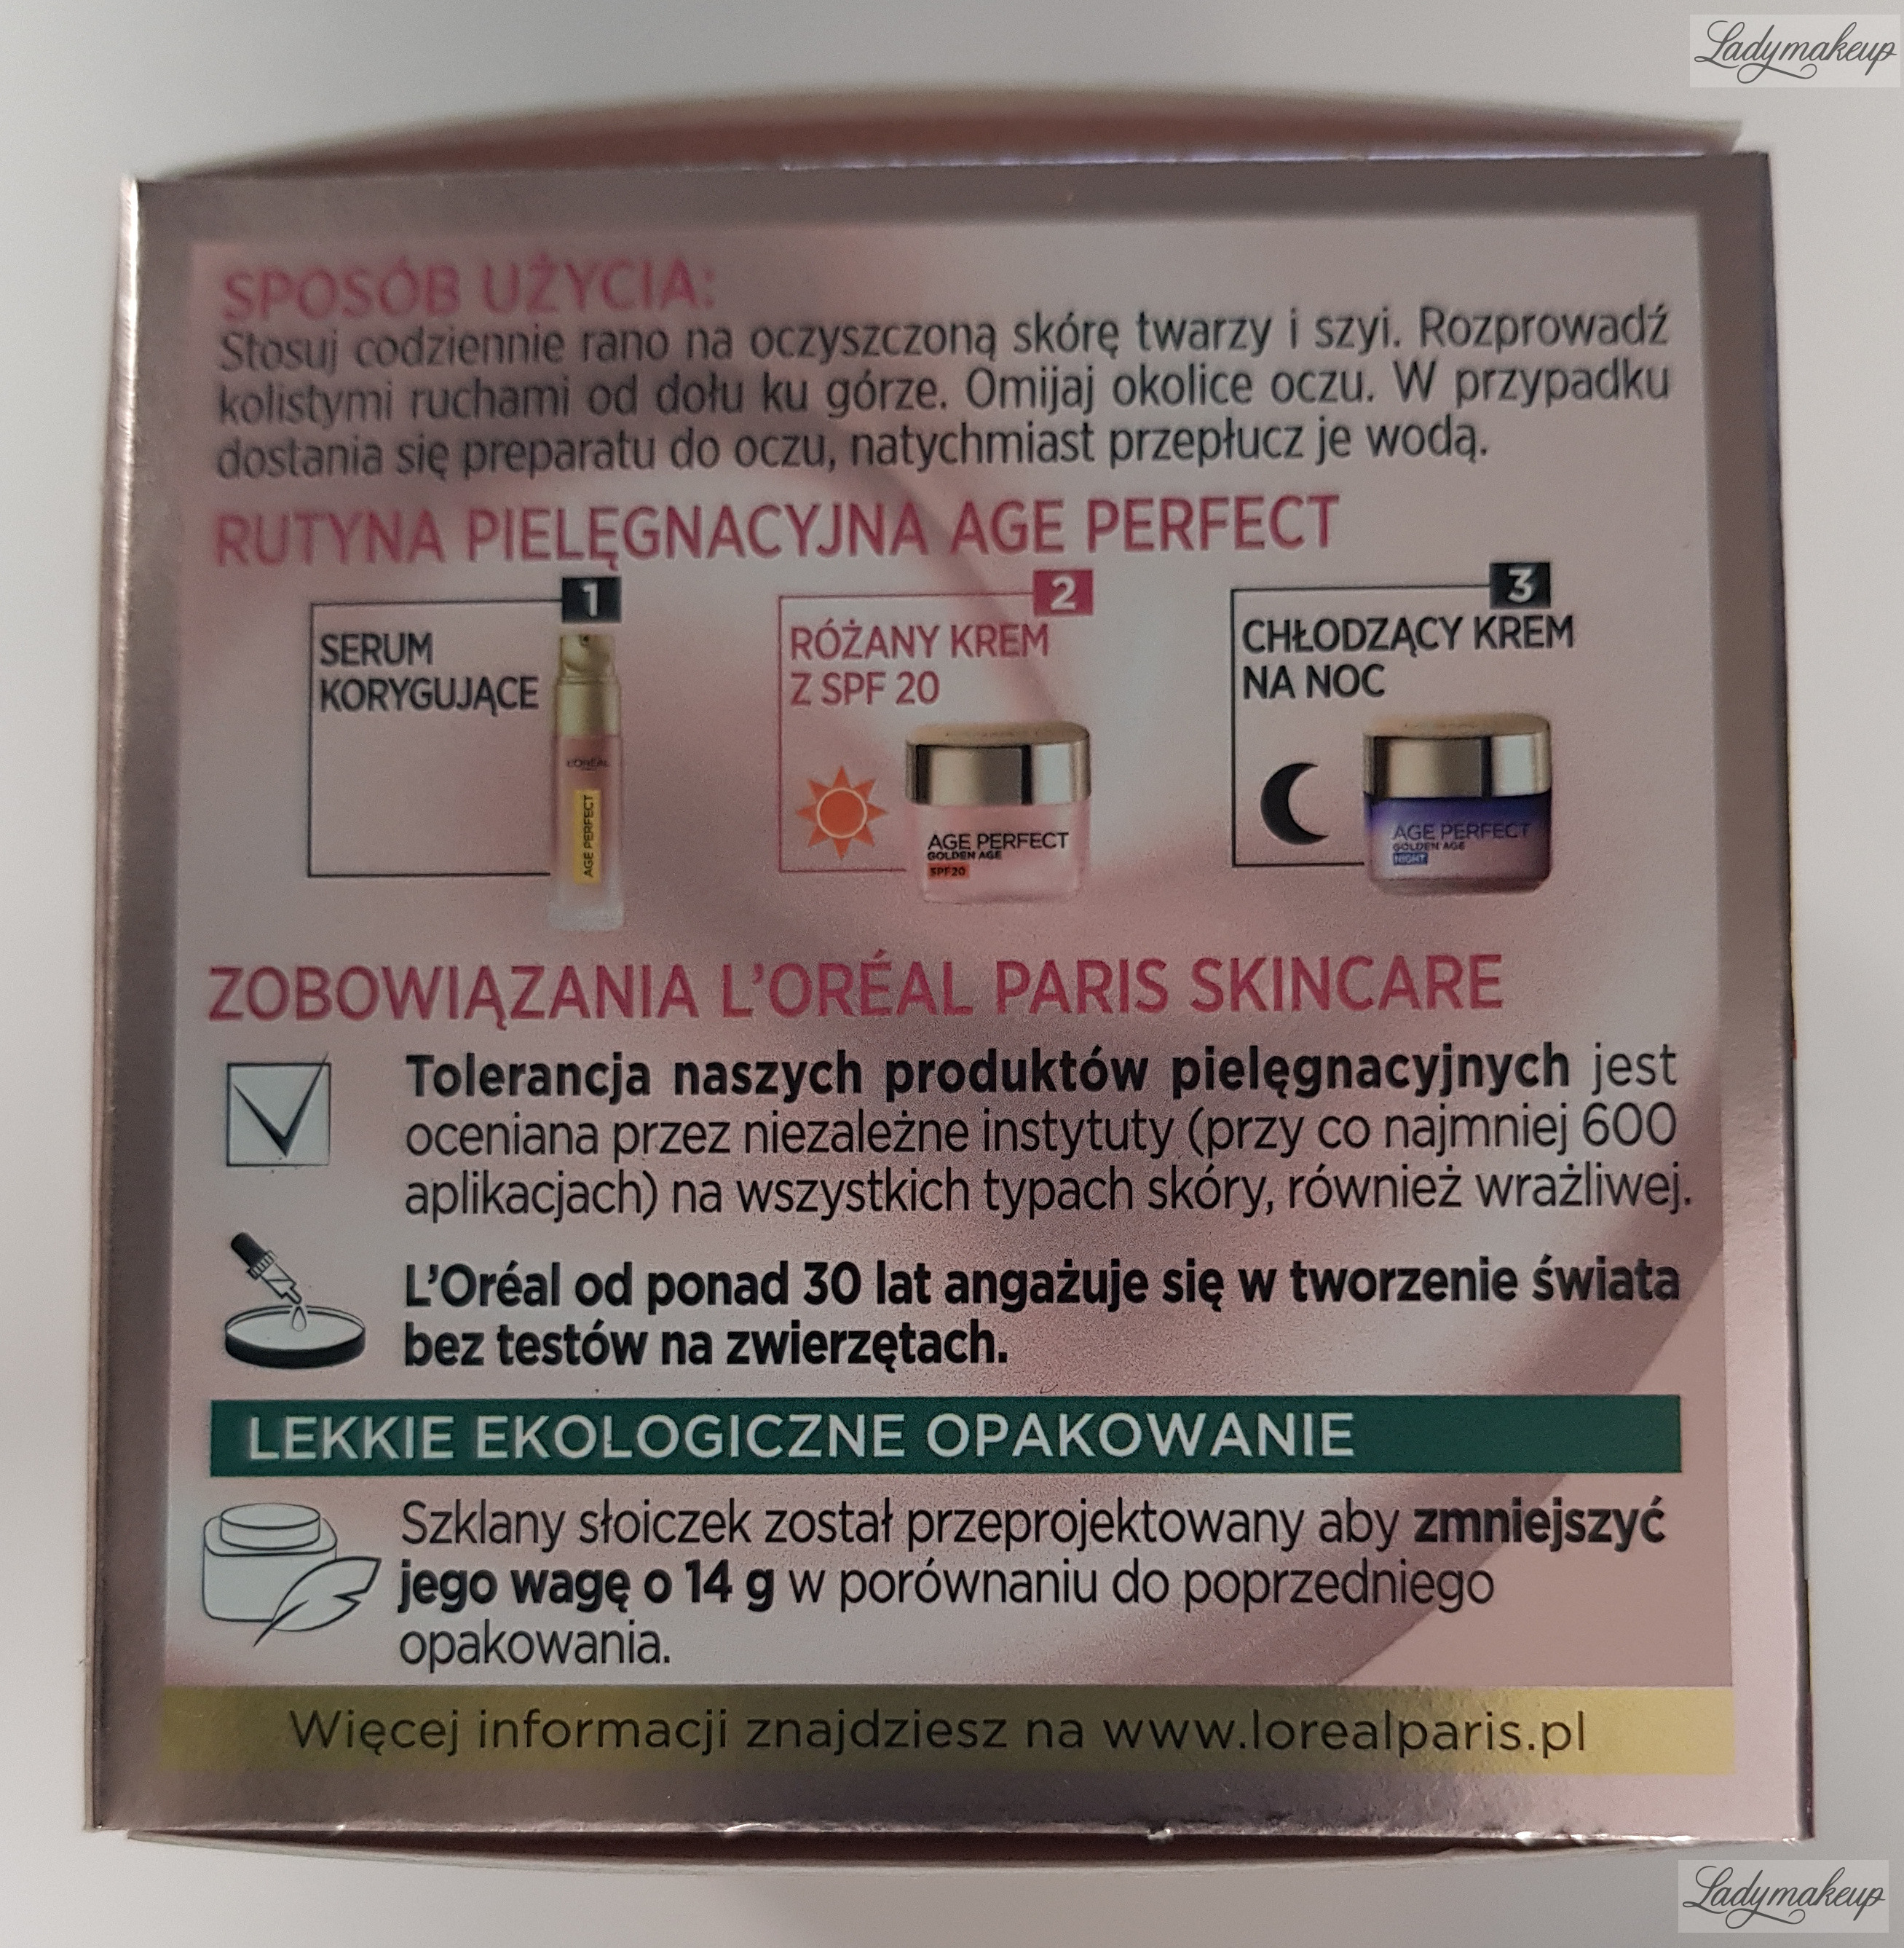 Ladymakeup
SPOSÓB UŻYCIA:
Stosuj codziennie rano na oczyszczoną skórę twarzy i szyi. Rozprowadź
kolistymi ruchami od dołu ku górze. Omijaj okolice oczu. W przypadku
dostania się preparatu do oczu, natychmiast przepłucz je wodą.
RUTYNA PIELĘGNACYJNA AGE PERFECT
1
SERUM
KORYGUJĄCE
L'ORÉAL
AGE PERFECT
2
RÓŻANY KREM
Z SPF 20
AGE PERFECT
GOLDEN AGE
SPF20
3
CHŁODZĄCY KREM
NA NOC
AGE PERFECT
GOLDEN AGE
NIGHT
ZOBOWIĄZANIA L'ORÉAL PARIS SKINCARE
Tolerancja naszych produktów pielęgnacyjnych jest
oceniana przez niezależne instytuty (przy co najmniej 600
aplikacjach) na wszystkich typach skóry, również wrażliwej.
L'Oréal od ponad 30 lat angażuje się w tworzenie świata
bez testów na zwierzętach.
LEKKIE EKOLOGICZNE OPAKOWANIE
Szklany słoiczek został przeprojektowany aby zmniejszyć
jego wagę o 14 g w porównaniu do poprzedniego
opakowania.
Więcej informacji znajdziesz na www.lorealparis.pl
Ladymakeup